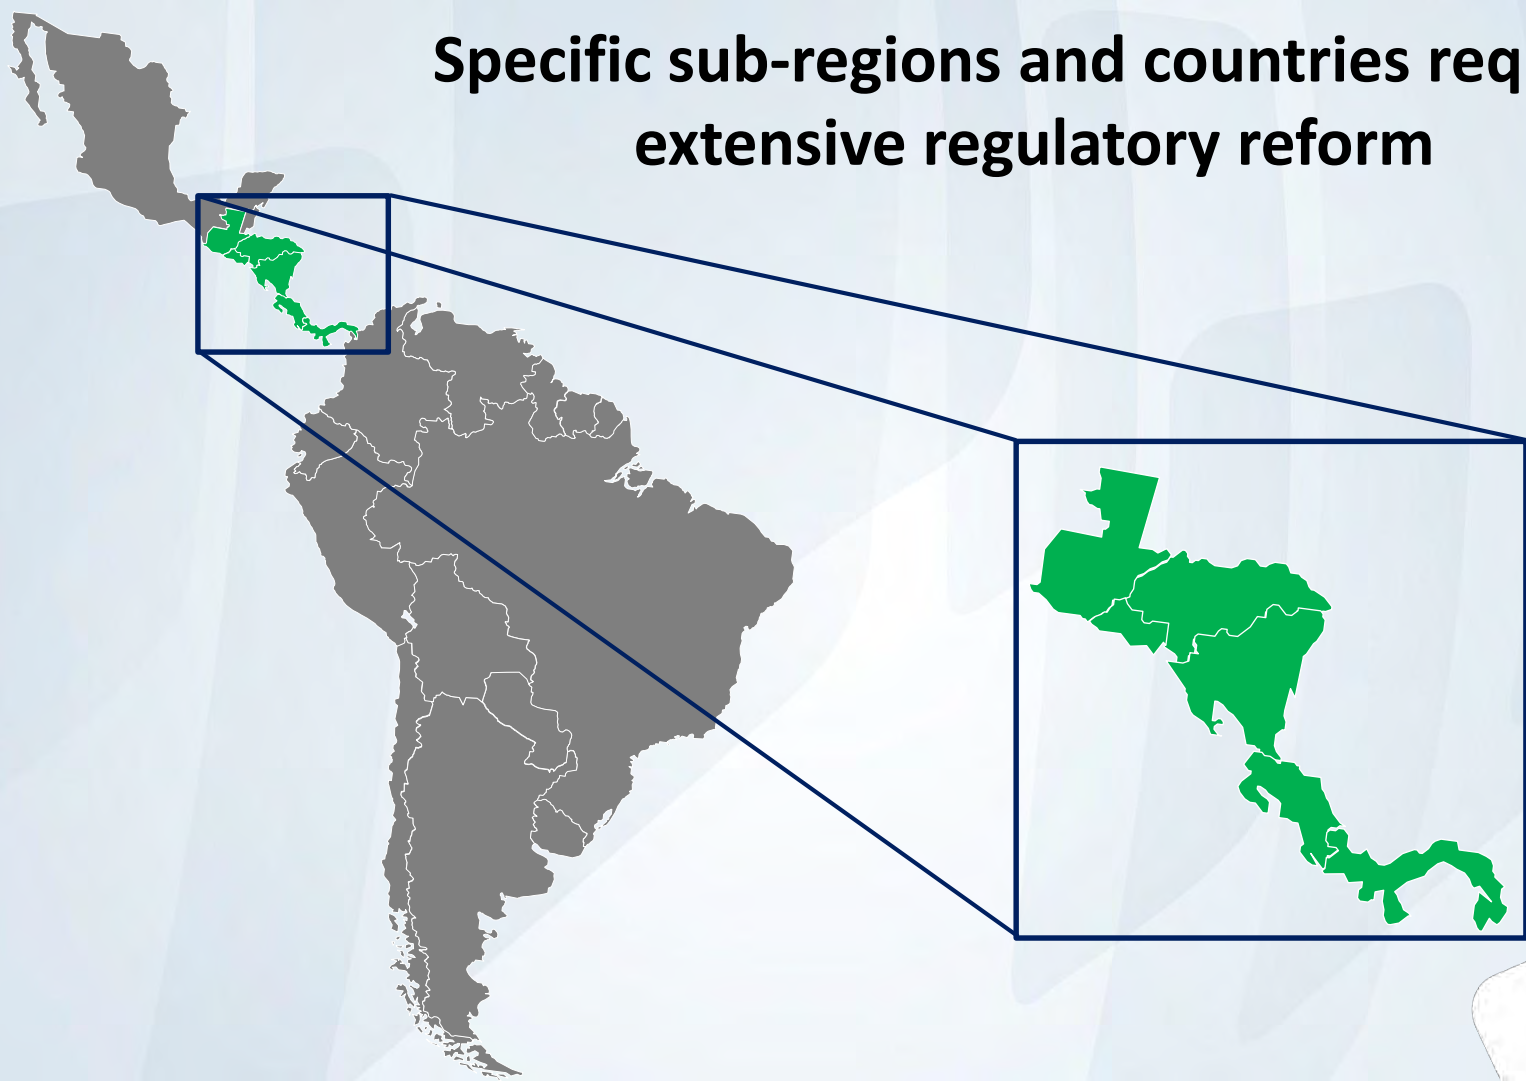 Specific sub-regions and countries req
extensive regulatory reform